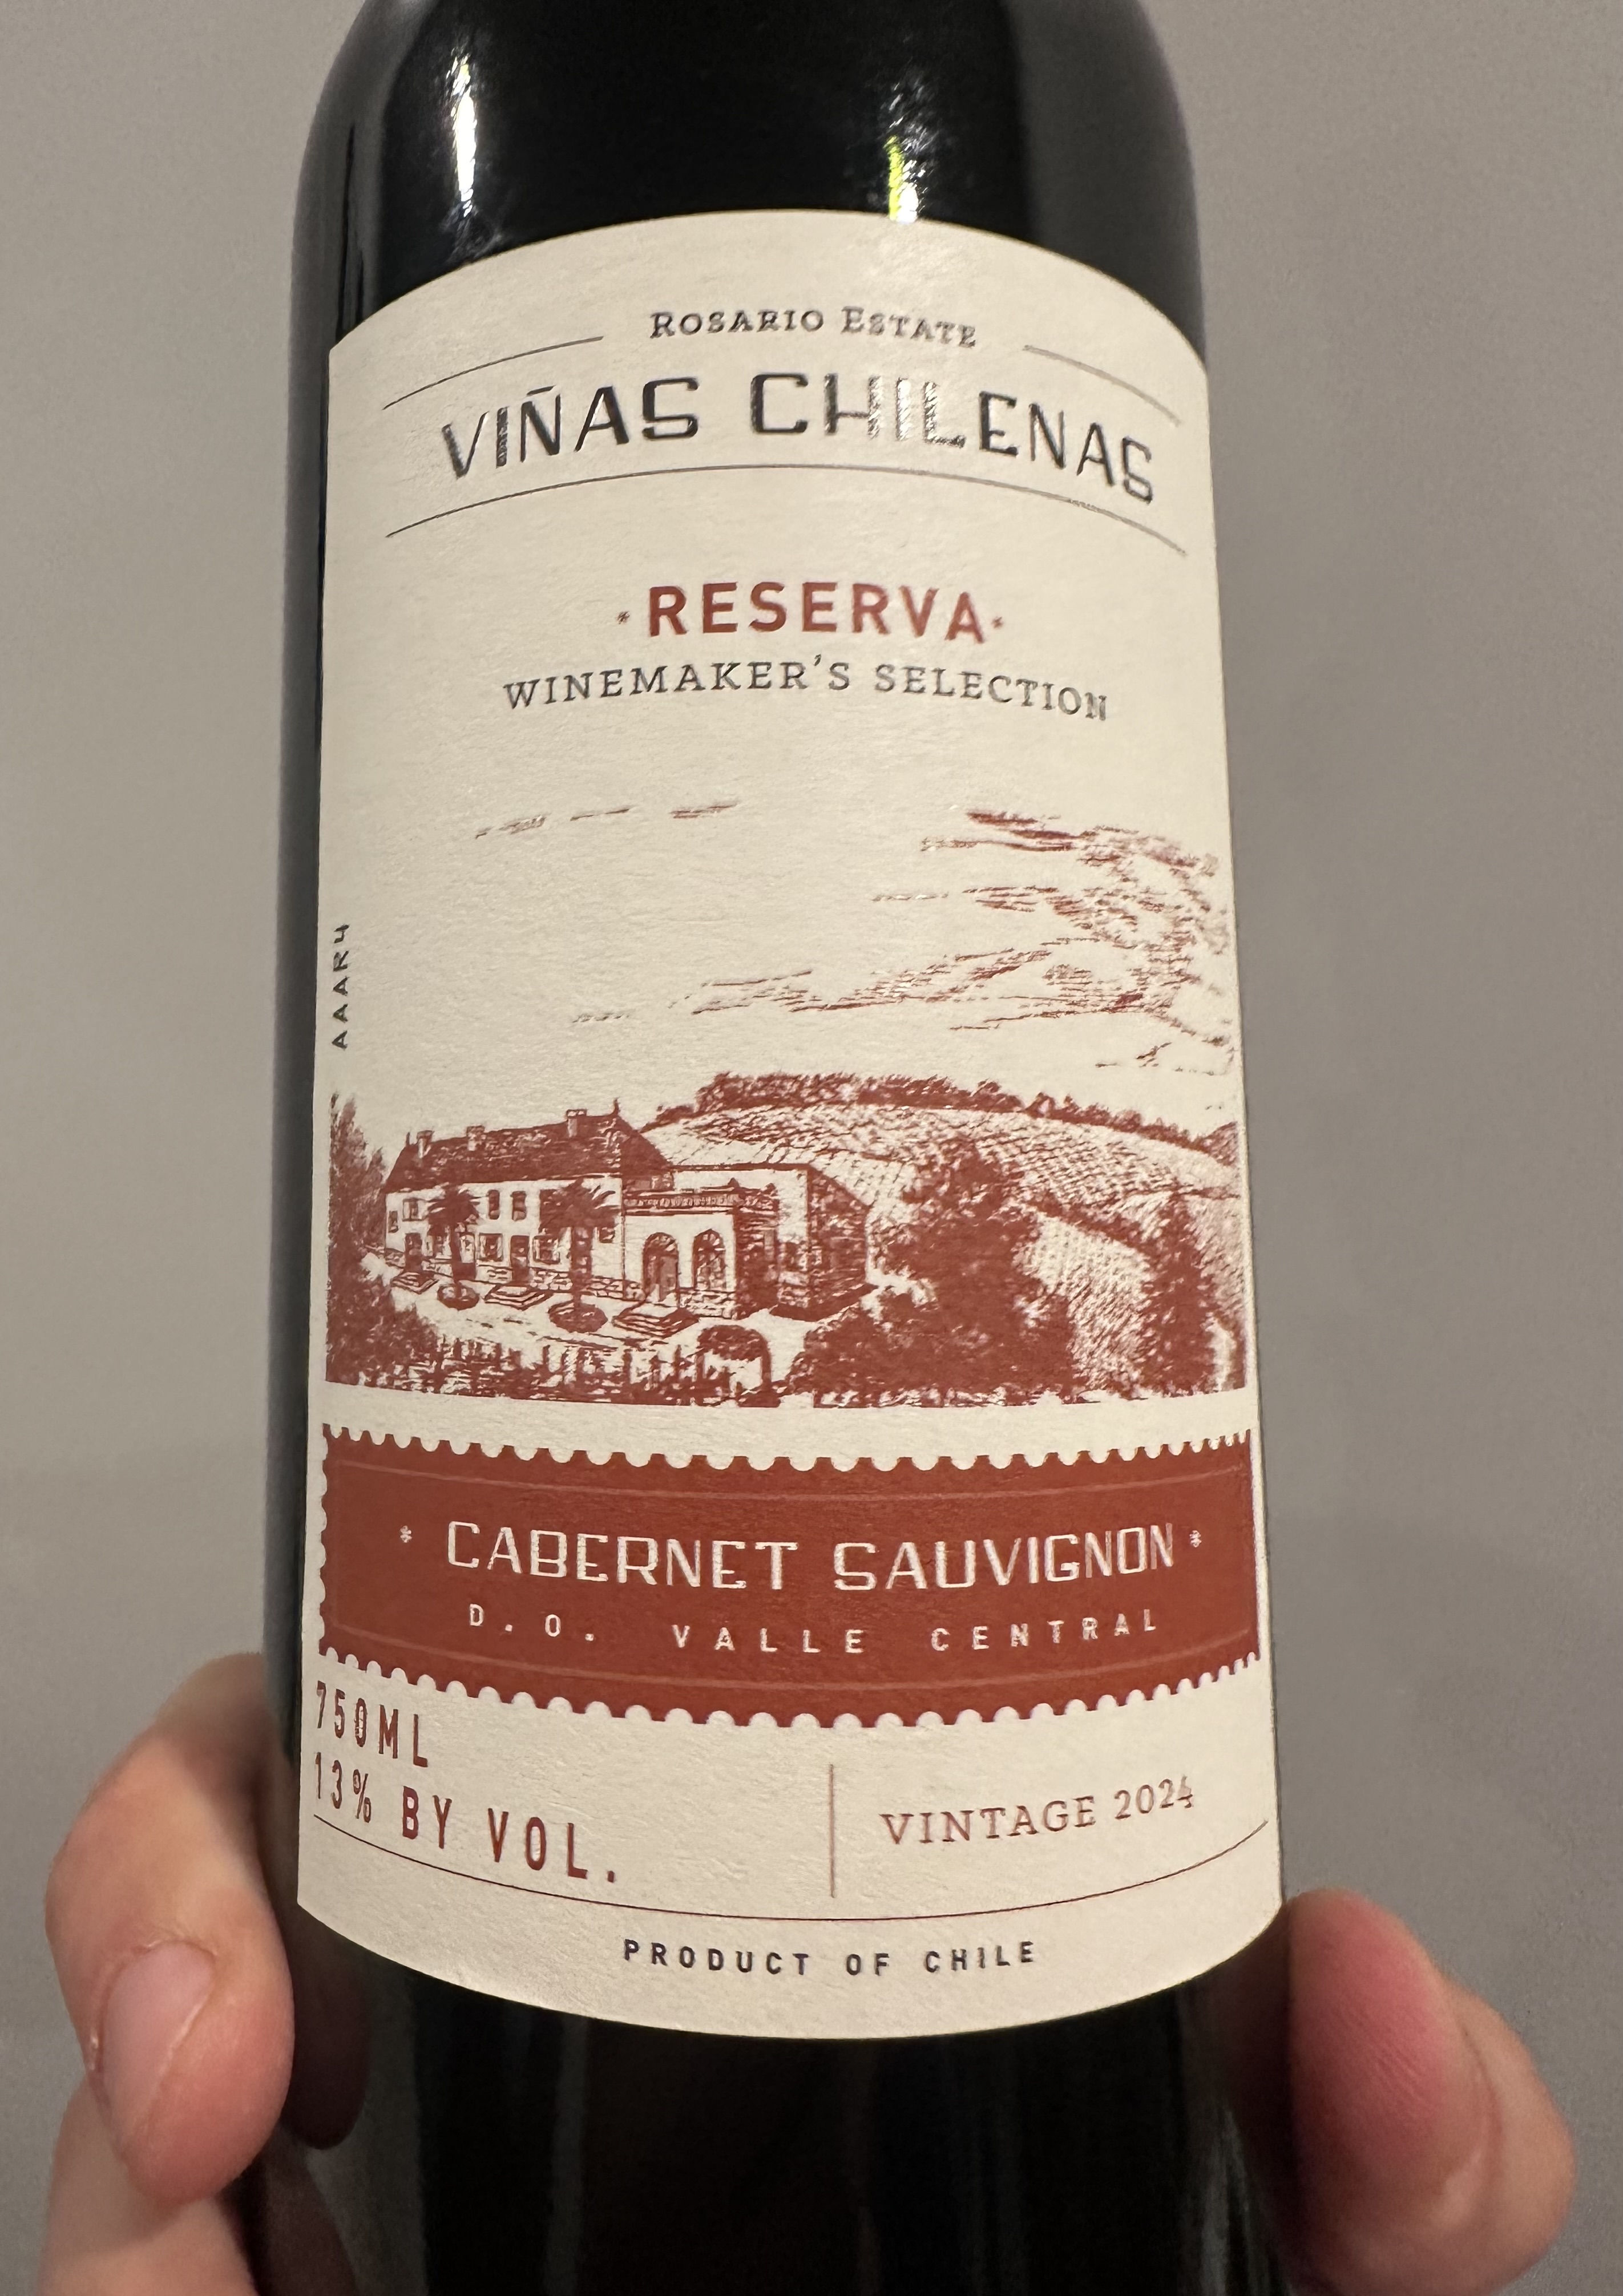 ROSARIO ESTATE
VIÑAS CHILENAS
·RESERVA·
WINEMAKER'S SELECTION
AAAR4
* CABERNET SAUVIGNON *
D.O. VALLE CENTRAL
750ML
13% BY VOL.
VINTAGE 2024
PRODUCT OF CHILE